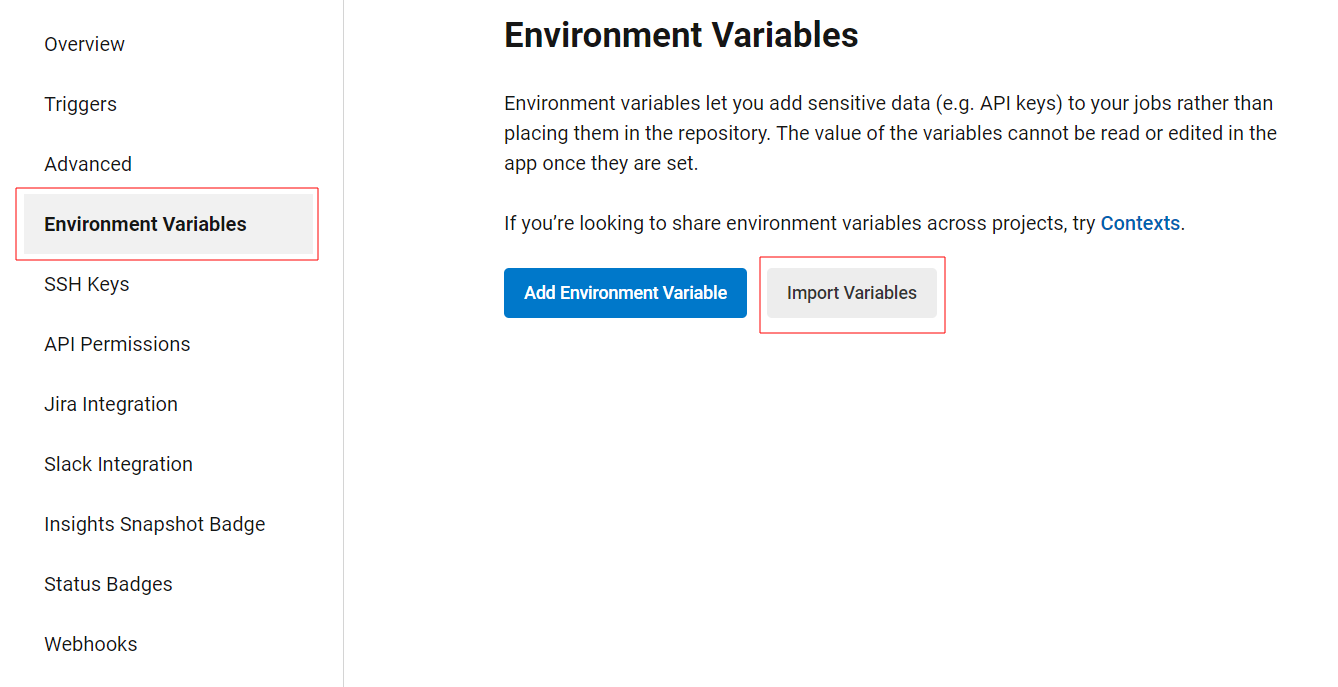 Overview
Triggers
Advanced
Environment Variables
SSH Keys
API Permissions
Jira Integration
Slack Integration
Insights Snapshot Badge
Status Badges
Webhooks
Environment Variables
Environment variables let you add sensitive data (e.g. API keys) to your jobs rather than
placing them in the repository. The value of the variables cannot be read or edited in the
app once they are set.
If you’re looking to share environment variables across projects, try Contexts.
Add Environment Variable
Import Variables